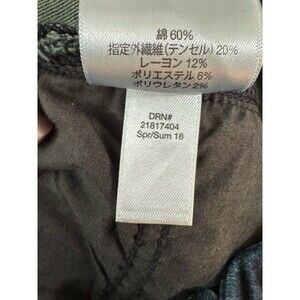 綿 60%
指定外繊維(テンセル) 20%
レーヨン 12%
ポリエステル 6%
ポリウレタン 2%
DRN#
21817404
Spr/Sum 18